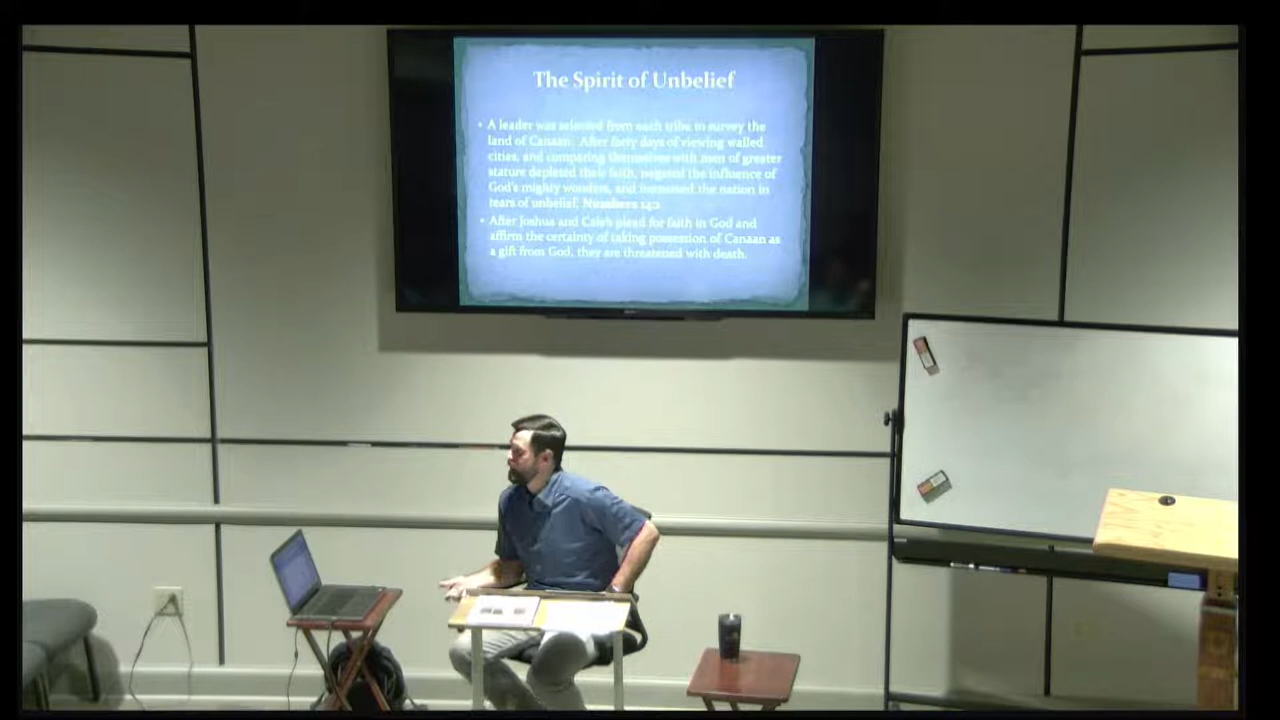 The Spirit of Unbelief
• A leader was selected from each tribe to survey the
land of Canaan. After forty days of viewing walled
cities, and comparing themselves with men of greater
stature depleted their faith, negated the influence of
God's mighty wonders, and immersed the nation in
tears of unbelief. Numbers 14:1
• After Joshua and Caleb plead for faith in God and
affirm the certainty of taking possession of Canaan as
a gift from God, they are threatened with death.